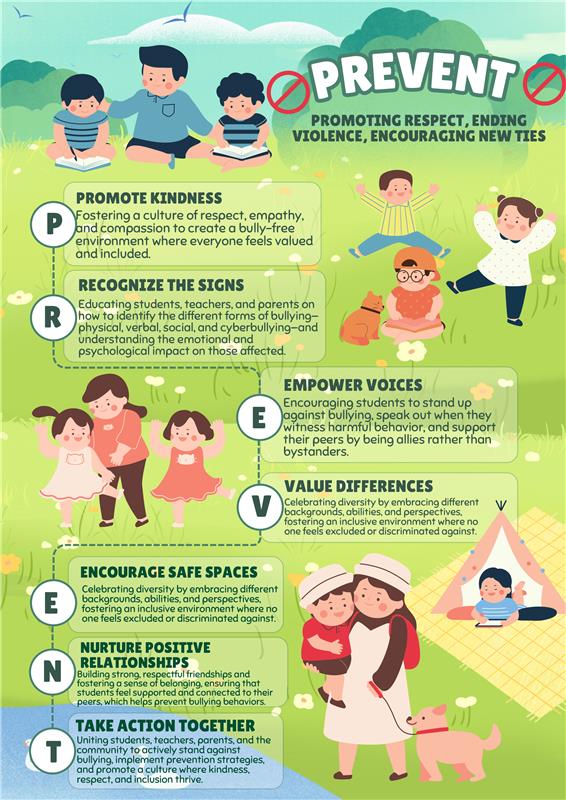 PREVENT
PROMOTING RESPECT, ENDING
VIOLENCE, ENCOURAGING NEW TIES
P
PROMOTE KINDNESS
Fostering a culture of respect, empathy,
and compassion to create a bully-free
environment where everyone feels valued
and included.
R
RECOGNIZE THE SIGNS
Educating students, teachers, and parents on
how to identify the different forms of bullying—
physical, verbal, social, and cyberbullying—and
understanding the emotional and
psychological impact on those affected.
E
EMPOWER VOICES
Encouraging students to stand up
against bullying, speak out when they
witness harmful behavior, and support
their peers by being allies rather than
bystanders.
V
VALUE DIFFERENCES
Celebrating diversity by embracing different
backgrounds, abilities, and perspectives,
fostering an inclusive environment where no
one feels excluded or discriminated against.
E
ENCOURAGE SAFE SPACES
Celebrating diversity by embracing different
backgrounds, abilities, and perspectives,
fostering an inclusive environment where no
one feels excluded or discriminated against.
N
NURTURE POSITIVE
RELATIONSHIPS
Building strong, respectful friendships and
fostering a sense of belonging, ensuring that
students feel supported and connected to their
peers, which helps prevent bullying behaviors.
T
TAKE ACTION TOGETHER
Uniting students, teachers, parents, and the
community to actively stand against
bullying, implement prevention strategies,
and promote a culture where kindness,
respect, and inclusion thrive.